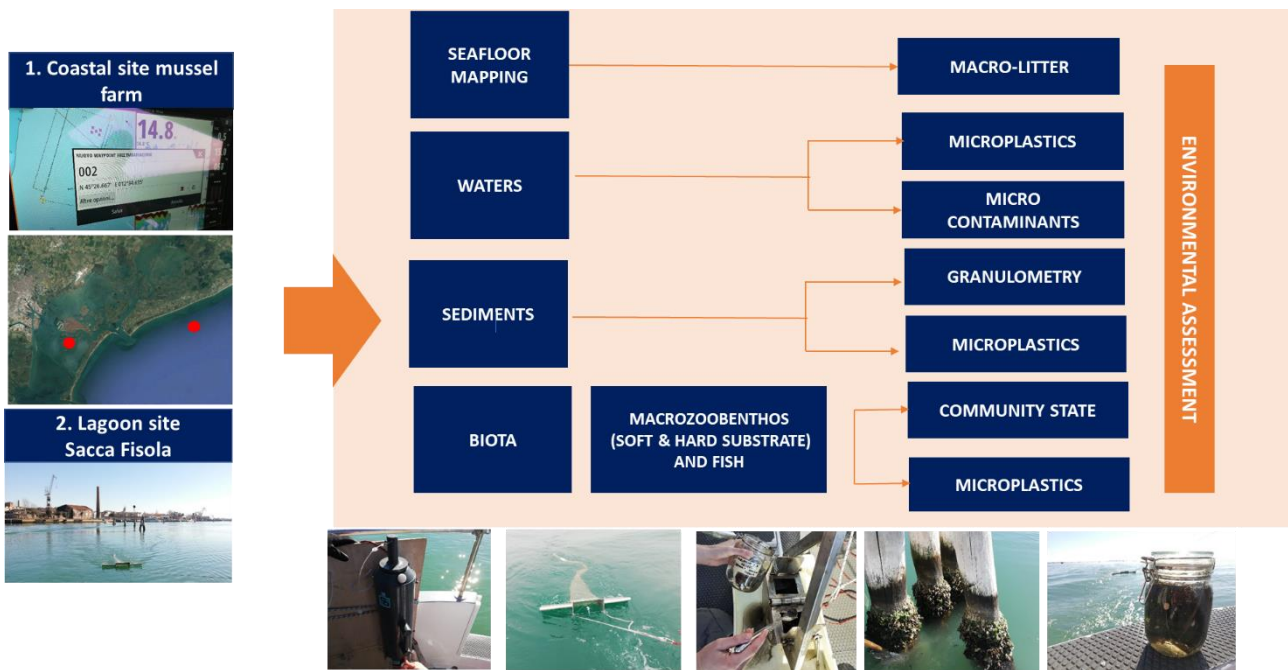 1. Coastal site mussel
farm
14.8
002
Salva
2. Lagoon site
Sacca Fisola
SEAFLOOR
MAPPING
MACRO-LITTER
WATERS
MICROPLASTICS
MICRO
CONTAMINANTS
SEDIMENTS
GRANULOMETRY
MICROPLASTICS
BIOTA
MACROZOOBENTHOS
(SOFT & HARD SUBSTRATE)
AND FISH
COMMUNITY STATE
MICROPLASTICS
ENVIRONMENTAL ASSESSMENT